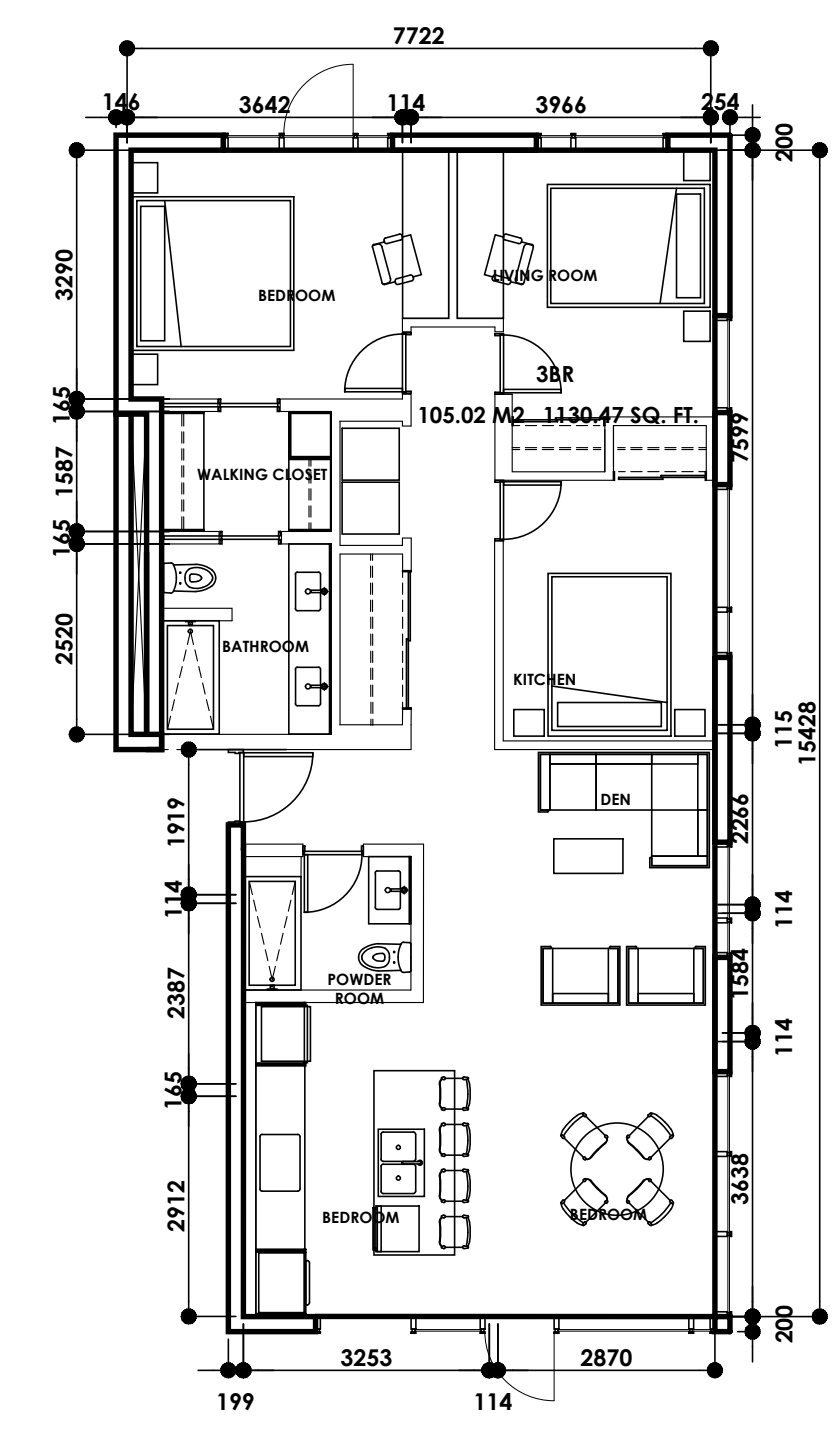 7722
146 3642 114 3966 254
200
3290
BEDROOM
LIVING ROOM
3BR
165
105.02 M2 1130.47 SQ. FT.
7599
1587
WALKING CLOSET
165
2520
BATHROOM
KITCHEN
115
15428
DEN
1919
2266
114
114
2387
POWDER
ROOM
1584
114
165
2912
BEDROOM
BEDROOM
3638
200
3253
2870
199
114